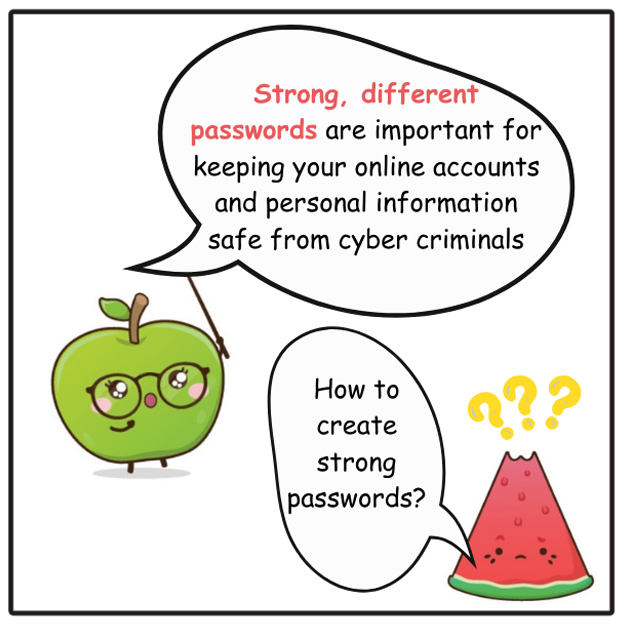 Strong, different
passwords are important for
keeping your online accounts
and personal information
safe from cyber criminals
How to
create
strong
passwords?
???